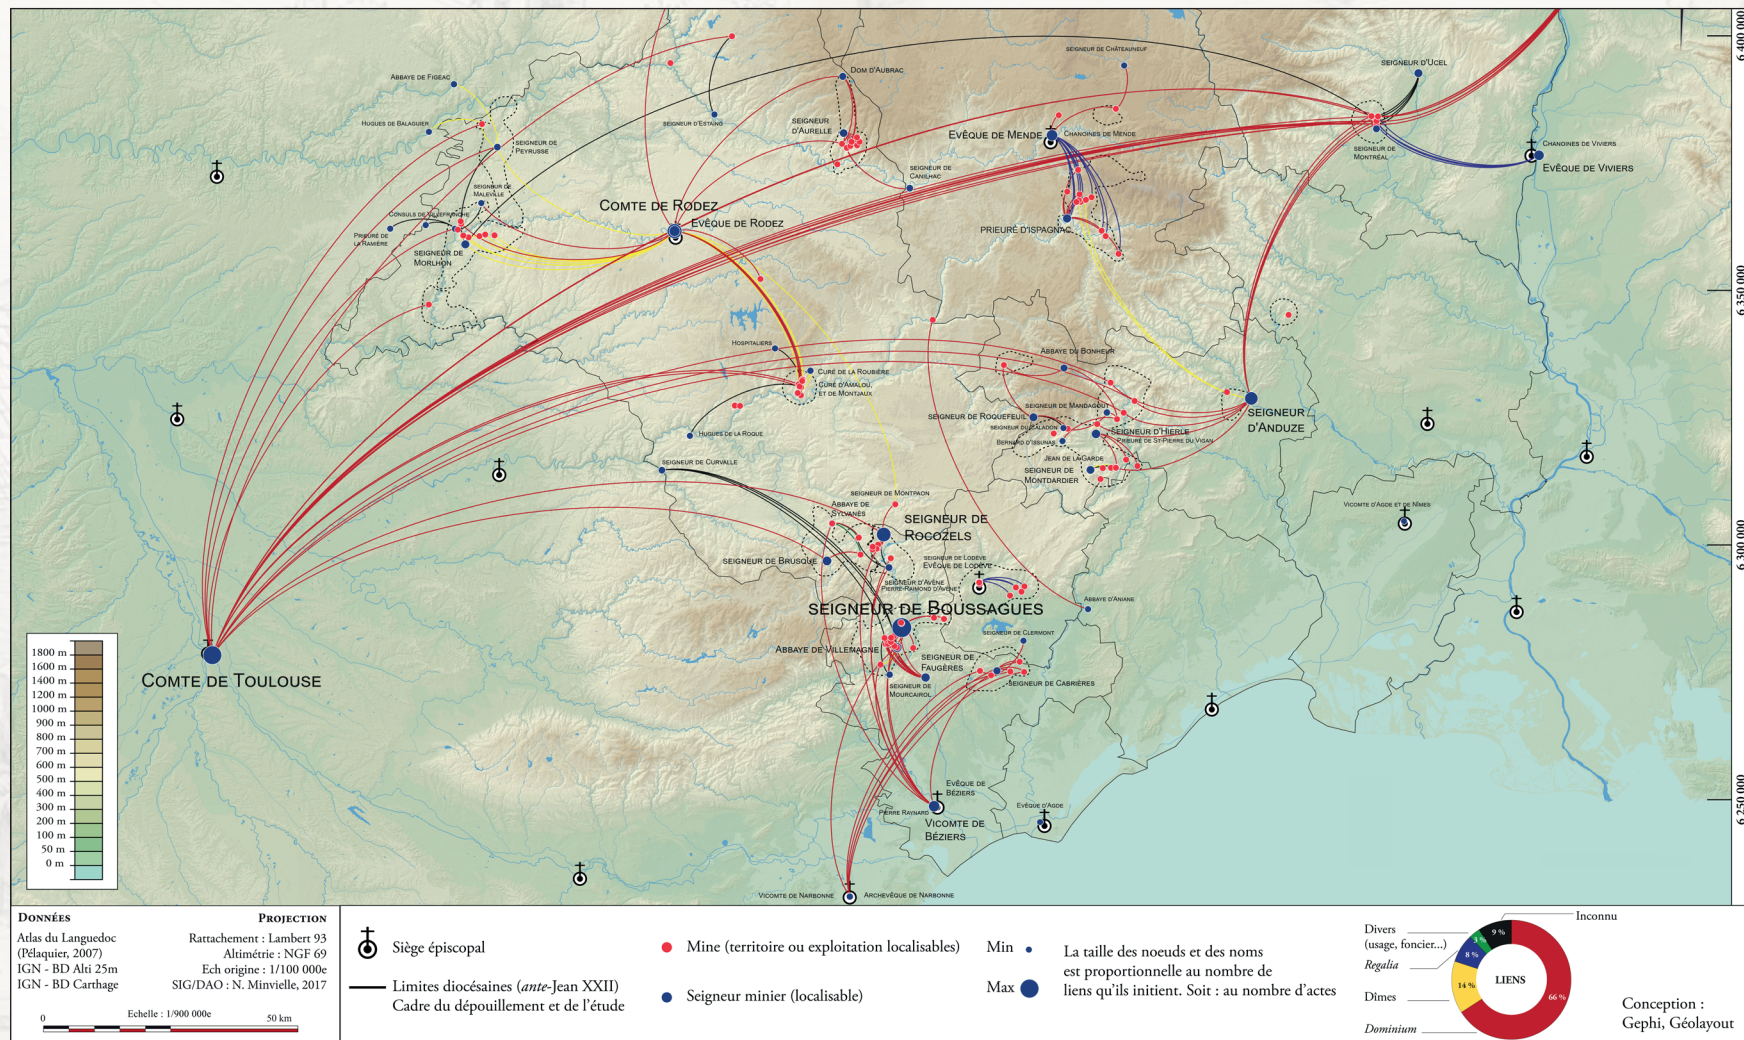 6 400 000
6 350 000
6 300 000
6 250 000
Seigneur de Châteauneuf
Seigneur d'Ucel
Abbaye de Figeac
Dom d'Aubrac
Hugues de Balaguier
Seigneur d'Estaing
Seigneur
d'Aurelle
Evêque de Mende
Chanoines de Mende
Seigneur de
Montréal
Chanoines de Viviers
Evêque de Viviers
Seigneur de
Peyrusse
Seigneur de
Canilhac
Seigneur de
Maleville
Comte de Rodez
Evêque de Rodez
Consuls de Villefranche
Prieuré de
la Ramière
Seigneur de
Morlhon
Prieuré d'Ispagnac
Hospitaliers
Abbaye du Bonheur
Curé de la Roubière
Curé d'Amalou,
et de Montjaux
Seigneur de Mandagout
Seigneur de Roquefeuil
Seigneur
d'Anduze
Seigneur d'Hierle
Bernard d'Issunas
Prieuré de St-Pierre du Vigan
Hugues de la Roque
Seigneur de Curvalle
Jean de la Garde
Seigneur de
Montdardier
Seigneur de Montpaon
Abbaye de
Sylvanès
Vicomte d'Agde et de Nîmes
Seigneur de
Rocozels
Seigneur de Brusque
Seigneur de Lodève
Evêque de Lodève
Seigneur d'Avène
Pierre-Raimond d'Avène
Abbaye d'Aniane
Seigneur de Boussagues
Seigneur de Clermont
Abbaye de Villemagne
Seigneur de
Faugères
Seigneur de Cabrières
Seigneur de
Mourcairol
Comte de Toulouse
Evêque de
Béziers
Pierre Raynard
Vicomte de
Béziers
Evêque d'Agde
Vicomte de Narbonne
Archevêque de Narbonne
1800 m
1600 m
1400 m
1200 m
1000 m
900 m
800 m
700 m
600 m
500 m
400 m
300 m
200 m
100 m
50 m
0 m
Données
Atlas du Languedoc
(Pélaquier, 2007)
IGN - BD Alti 25m
IGN - BD Carthage
Projection
Rattachement : Lambert 93
Altimétrie : NGF 69
Ech origine : 1/100 000e
SIG/DAO : N. Minvielle, 2017
Echelle : 1/900 000e
0
50 km
Siège épiscopal
Limites diocésaines (ante-Jean XXII)
Cadre du dépouillement et de l'étude
Mine (territoire ou exploitation localisables)
Seigneur minier (localisable)
Min
Max
La taille des noeuds et des noms
est proportionnelle au nombre de
liens qu'ils initient. Soit : au nombre d'actes
Inconnu
Divers
(usage, foncier...)
Regalia
Dîmes
Dominium
9 %
3 %
8 %
14 %
66 %
LIENS
Conception :
Gephi, Géolayout